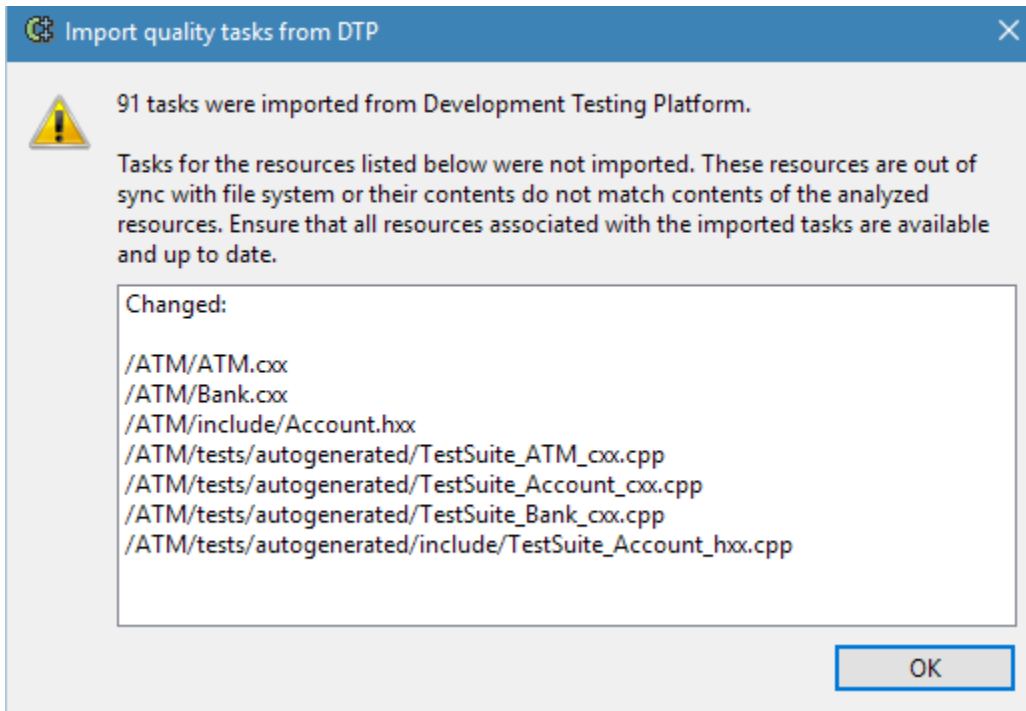 Import quality tasks from DTP
91 tasks were imported from Development Testing Platform.
Tasks for the resources listed below were not imported. These resources are out of
sync with file system or their contents do not match contents of the analyzed
resources. Ensure that all resources associated with the imported tasks are available
and up to date.
Changed:
/ATM/ATM.cxx
/ATM/Bank.cxx
/ATM/include/Account.hxx
/ATM/tests/autogenerated/TestSuite_ATM_cxx.cpp
/ATM/tests/autogenerated/TestSuite_Account_cxx.cpp
/ATM/tests/autogenerated/TestSuite_Bank_cxx.cpp
/ATM/tests/autogenerated/include/TestSuite_Account_hxx.cpp
OK